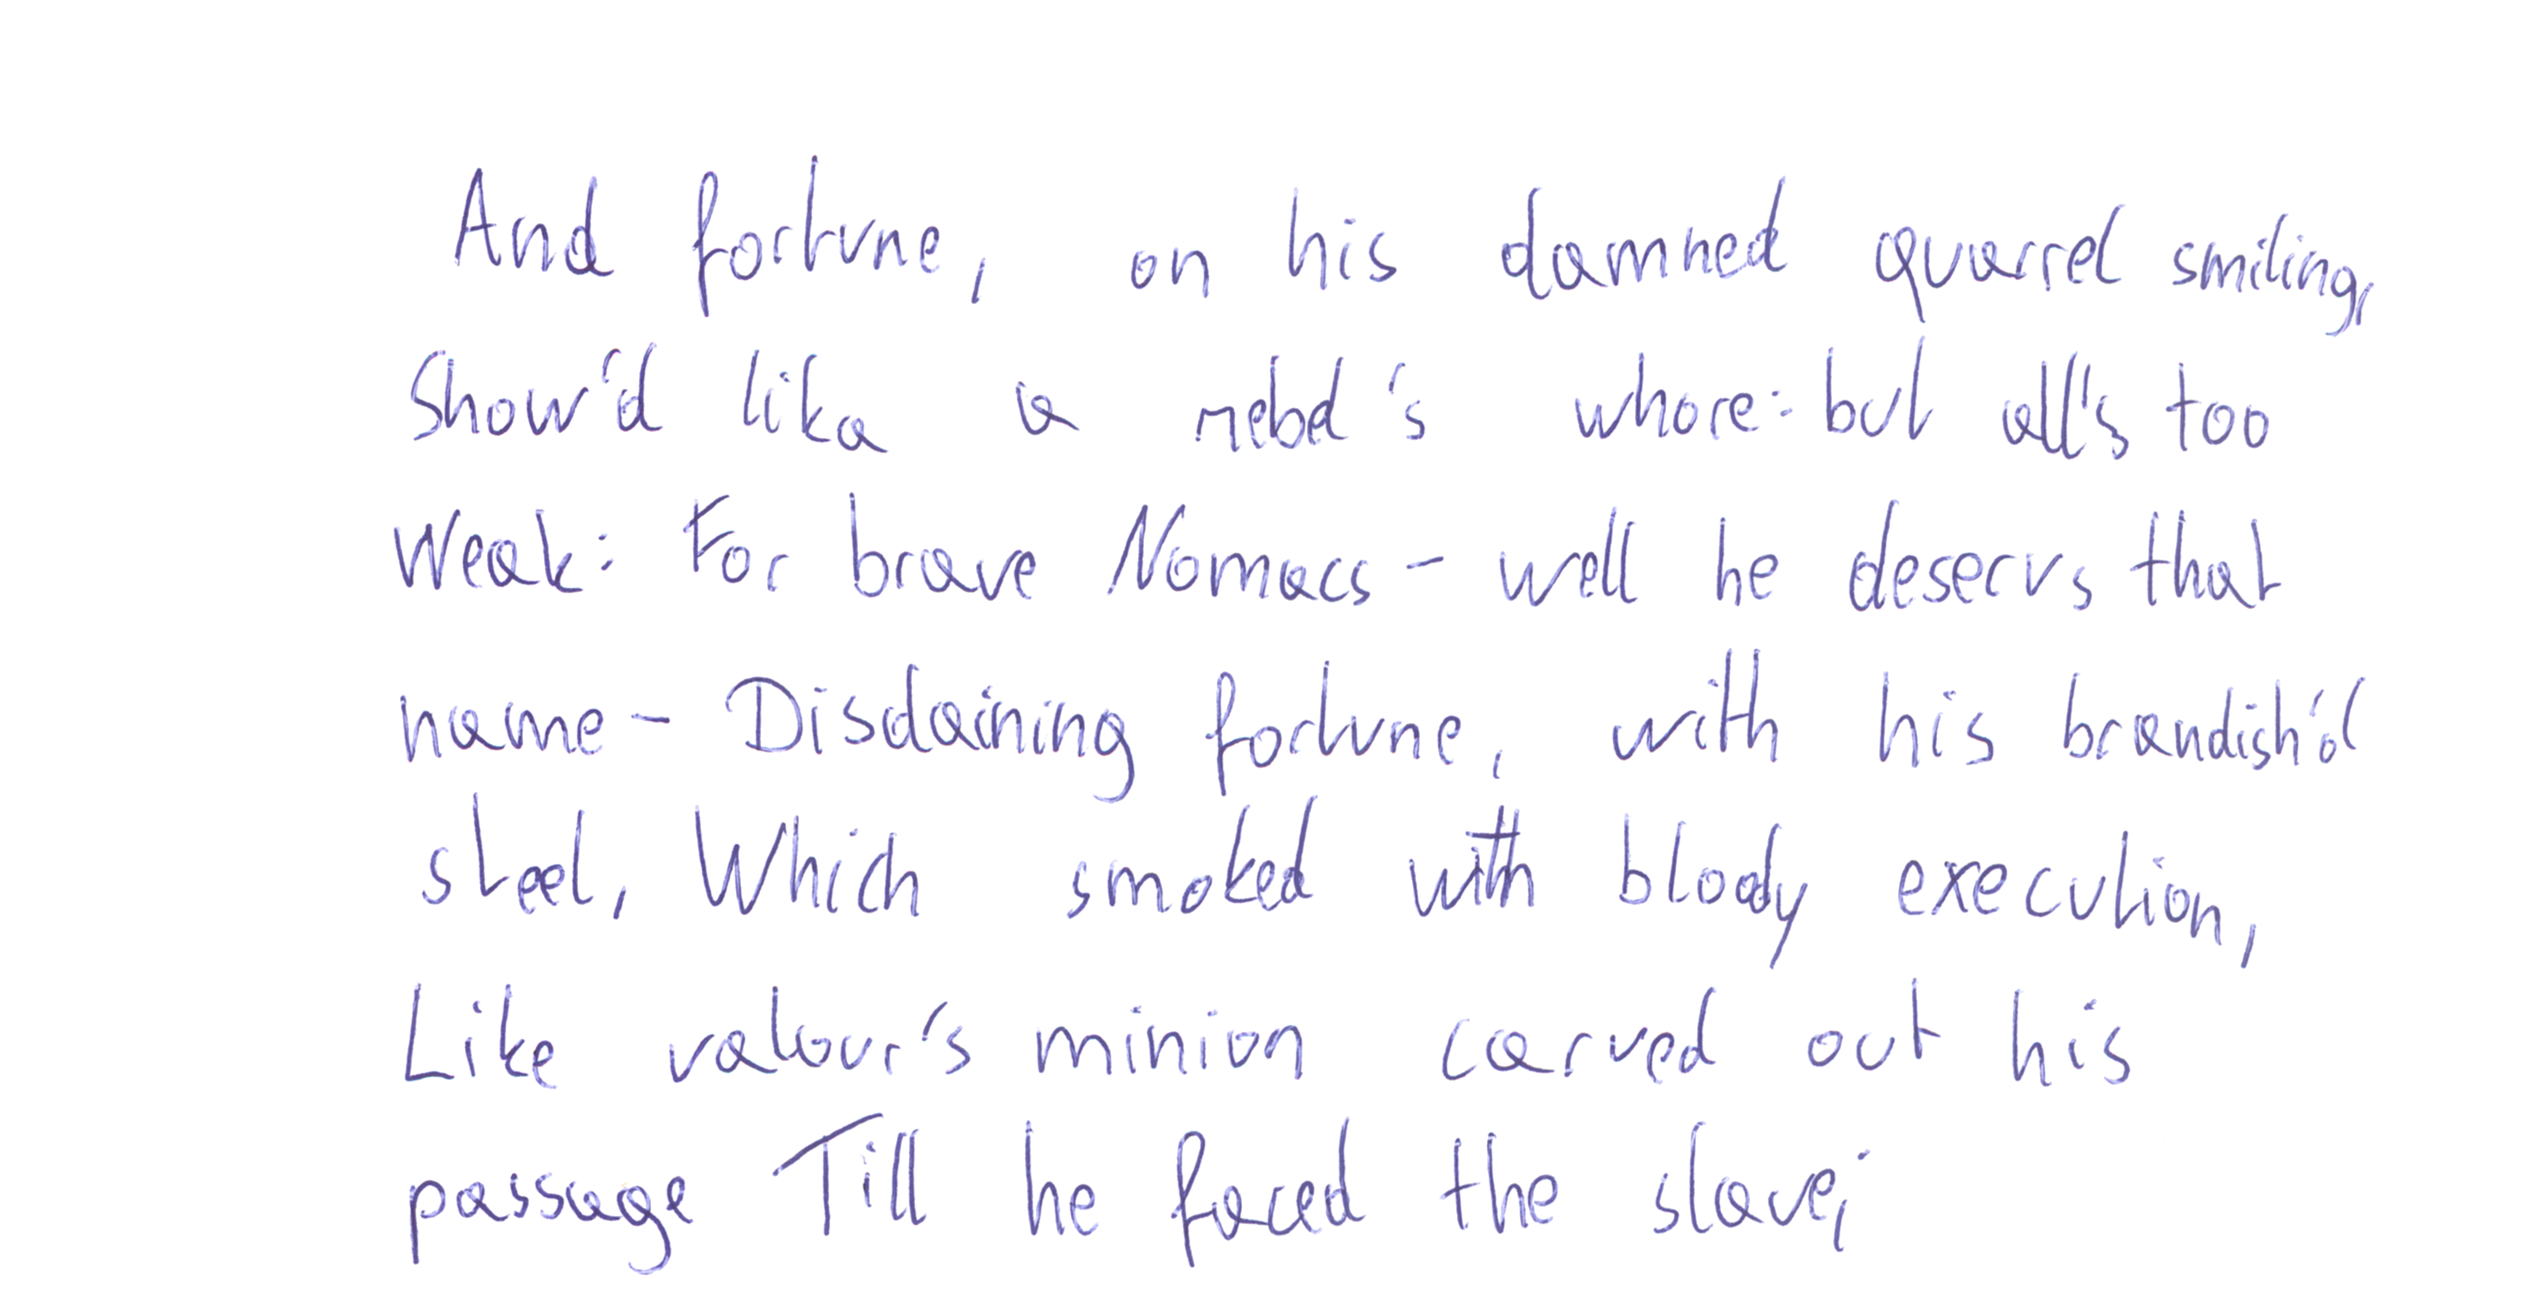 And fortune, on his damned quarrel smiling,
Show'd lika a rebel's whore: but all's too
Weak: For brave Nomacs - well he deservs that
name - Disdaining fortune, with his brandish'd
steel, Which smoked with bloody execution,
Like valour's minion carved out his
passage Till he faced the slave;